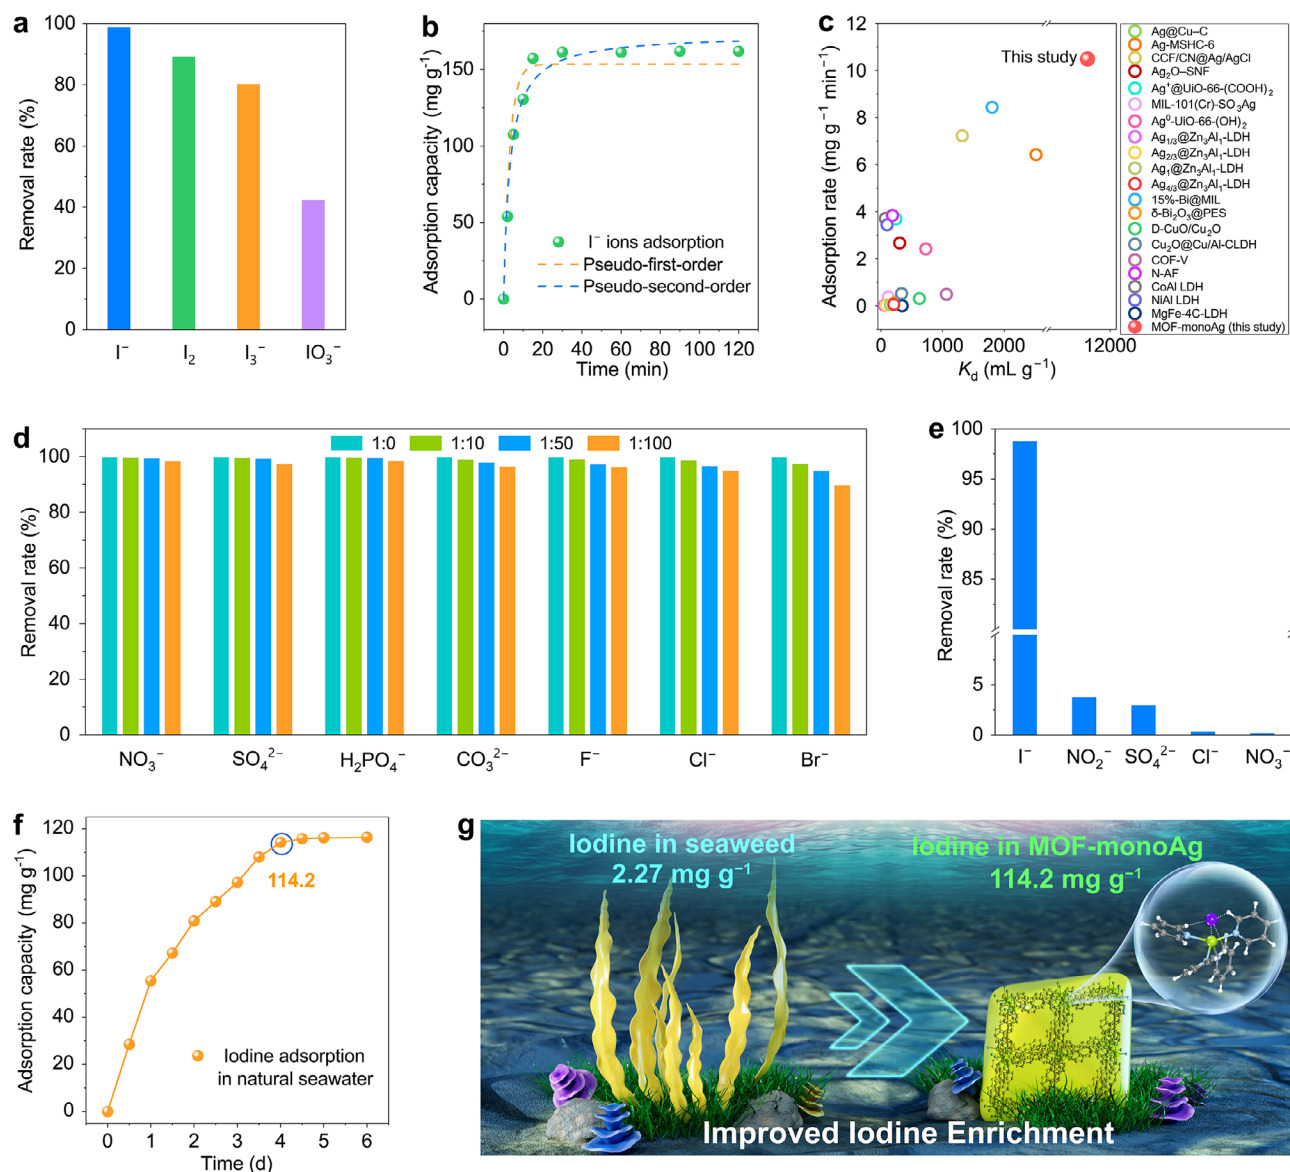 a
Removal rate (%)
100
80
60
40
20
0
I⁻
I₂
I₃⁻
IO₃⁻
b
Adsorption capacity (mg g⁻¹)
150
100
50
0
I⁻ ions adsorption
Pseudo-first-order
Pseudo-second-order
0 20 40 60 80 100 120
Time (min)
c
Adsorption rate (mg g⁻¹ min⁻¹)
12
10
8
6
4
2
0
This study
0 1000 2000 12000
K_d (mL g⁻¹)
Ag@Cu–C
Ag-MSHC-6
CCF/CN@Ag/AgCl
Ag₂O–SNF
Ag⁺@UiO-66-(COOH)₂
MIL-101(Cr)-SO₃Ag
Ag⁰-UiO-66-(OH)₂
Ag₁/₃@Zn₃Al₁-LDH
Ag₂/₃@Zn₃Al₁-LDH
Ag₁@Zn₃Al₁-LDH
Ag₄/₃@Zn₃Al₁-LDH
15%-Bi@MIL
δ-Bi₂O₃@PES
D-CuO/Cu₂O
Cu₂O@Cu/Al-CLDH
COF-V
N-AF
CoAl LDH
NiAl LDH
MgFe-4C-LDH
MOF-monoAg (this study)
d
Removal rate (%)
100
80
60
40
20
0
1:0 1:10 1:50 1:100
NO₃⁻ SO₄²⁻ H₂PO₄⁻ CO₃²⁻ F⁻ Cl⁻ Br⁻
e
Removal rate (%)
100
95
90
85
5
0
I⁻ NO₂⁻ SO₄²⁻ Cl⁻ NO₃⁻
f
Adsorption capacity (mg g⁻¹)
120
100
80
60
40
20
0
114.2
Iodine adsorption
in natural seawater
0 1 2 3 4 5 6
Time (d)
g
Iodine in seaweed
2.27 mg g⁻¹
Iodine in MOF-monoAg
114.2 mg g⁻¹
Improved Iodine Enrichment